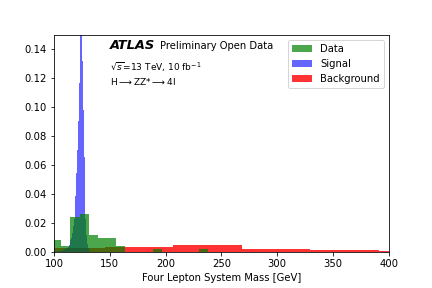 ATLAS Preliminary Open Data
√s=13 TeV, 10 fb⁻¹
H⟶ZZ*⟶4l
Data
Signal
Background
0.14
0.12
0.10
0.08
0.06
0.04
0.02
0.00
100 150 200 250 300 350 400
Four Lepton System Mass [GeV]